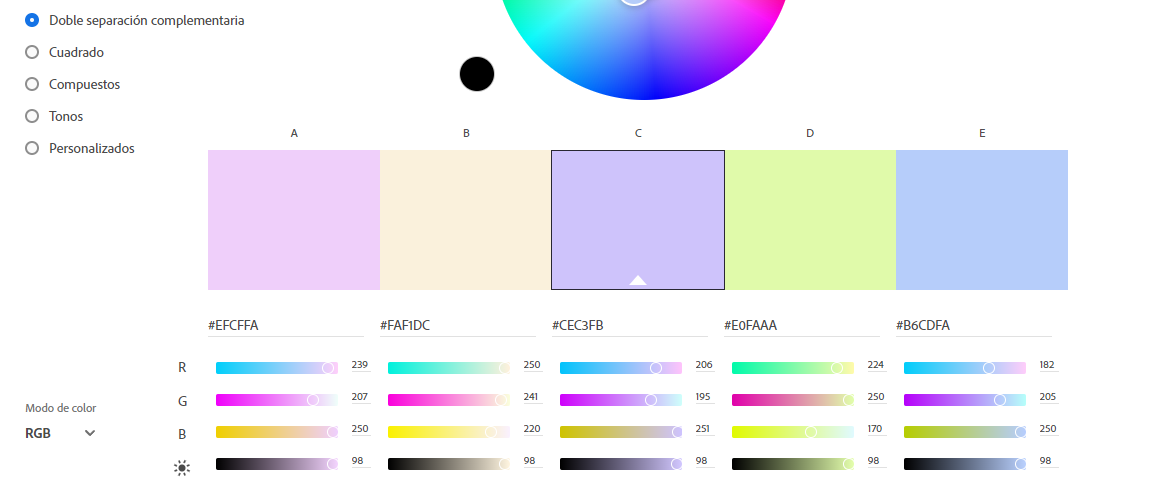 Doble separación complementaria
Cuadrado
Compuestos
Tonos
Personalizados
A B C D E
#EFCFFA #FAF1DC #CEC3FB #E0FAAA #B6CDFA
R 239 250 206 224 182
G 207 241 195 250 205
B 250 220 251 170 250
98 98 98 98 98
Modo de color
RGB